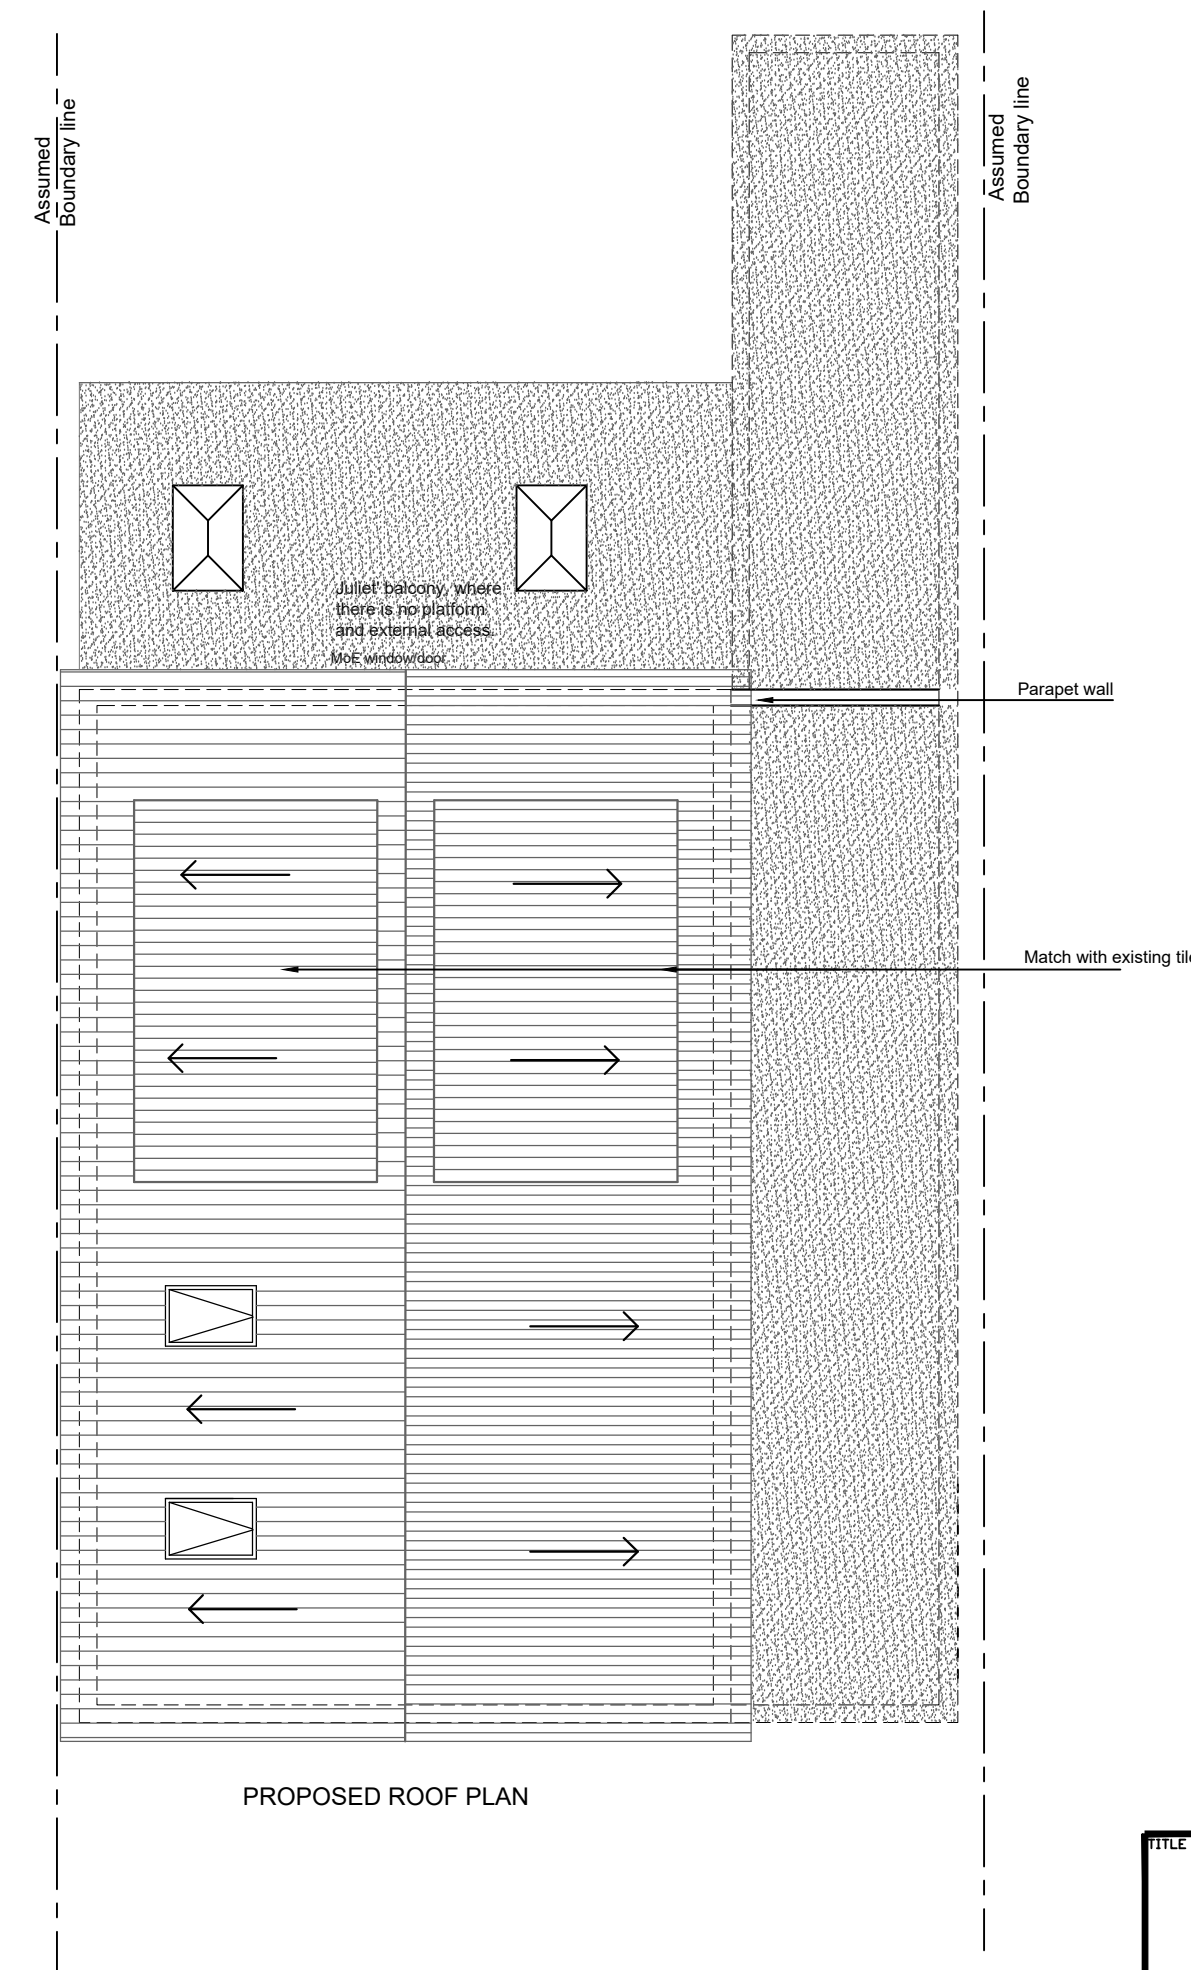 Assumed
Boundary line
Assumed
Boundary line
Juliet' balcony, where
there is no platform
and external access.
MoE window/door
Parapet wall
Match with existing tile
PROPOSED ROOF PLAN
TITLE